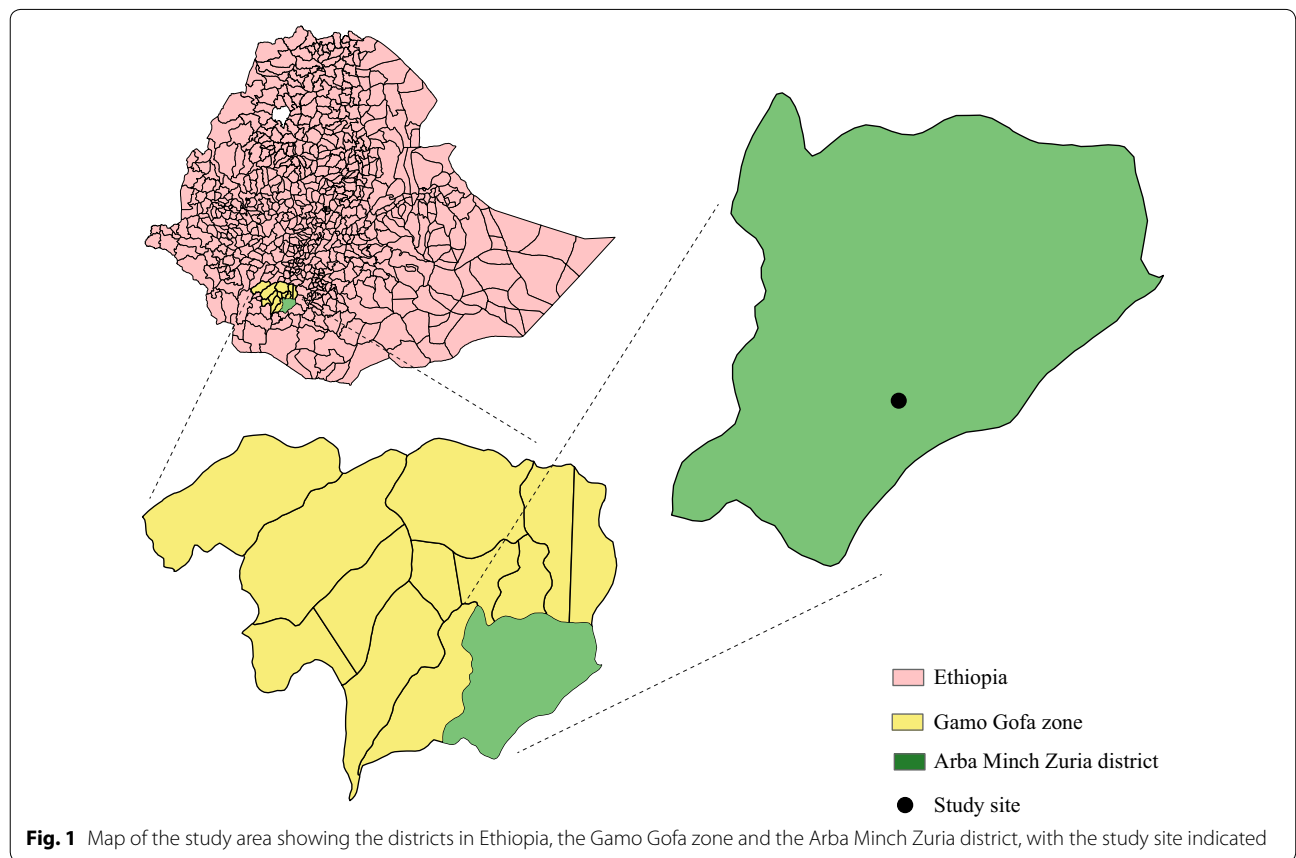 Ethiopia
Gamo Gofa zone
Arba Minch Zuria district
Study site
Fig. 1 Map of the study area showing the districts in Ethiopia, the Gamo Gofa zone and the Arba Minch Zuria district, with the study site indicated